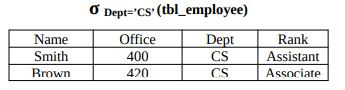 σ Dept=’CS’ (tbl_employee)
Name Office Dept Rank
Smith 400 CS Assistant
Brown 420 CS Associate